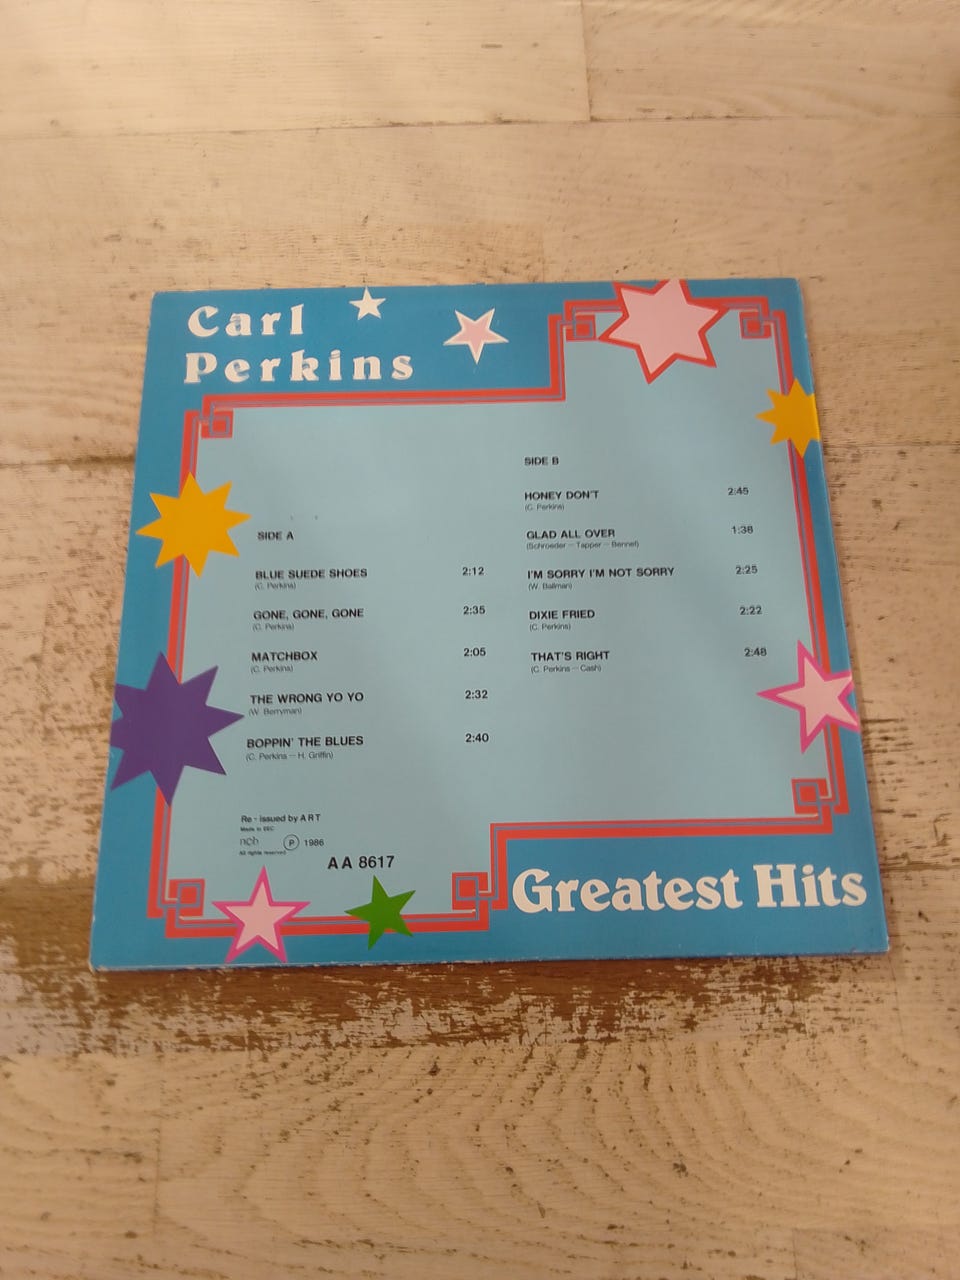 Carl
Perkins
SIDE A
BLUE SUEDE SHOES 2:12
(C. Perkins)
GONE, GONE, GONE 2:35
(C. Perkins)
MATCHBOX 2:05
(C. Perkins)
THE WRONG YO YO 2:32
(W. Berryman)
BOPPIN' THE BLUES 2:40
(C. Perkins — H. Griffin)
SIDE B
HONEY DON'T 2:45
(C. Perkins)
GLAD ALL OVER 1:38
(Schroeder — Tapper — Bennet)
I'M SORRY I'M NOT SORRY 2:25
(W. Ballman)
DIXIE FRIED 2:22
(C. Perkins)
THAT'S RIGHT 2:48
(C. Perkins — Cash)
Re - issued by A R T
Made in EEC
ncb Ⓟ 1986
All rights reserved
AA 8617
Greatest Hits